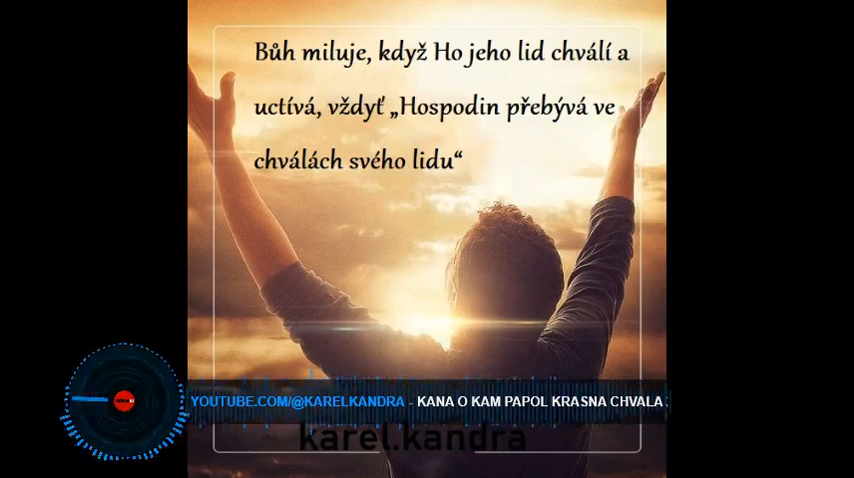 Bůh miluje, když Ho jeho lid chválí a
uctívá, vždyť „Hospodin přebývá ve
chválách svého lidu“
YOUTUBE.COM/@KARELKANDRA - KANA O KAM PAPOL KRASNA CHVALA
karel.kandra